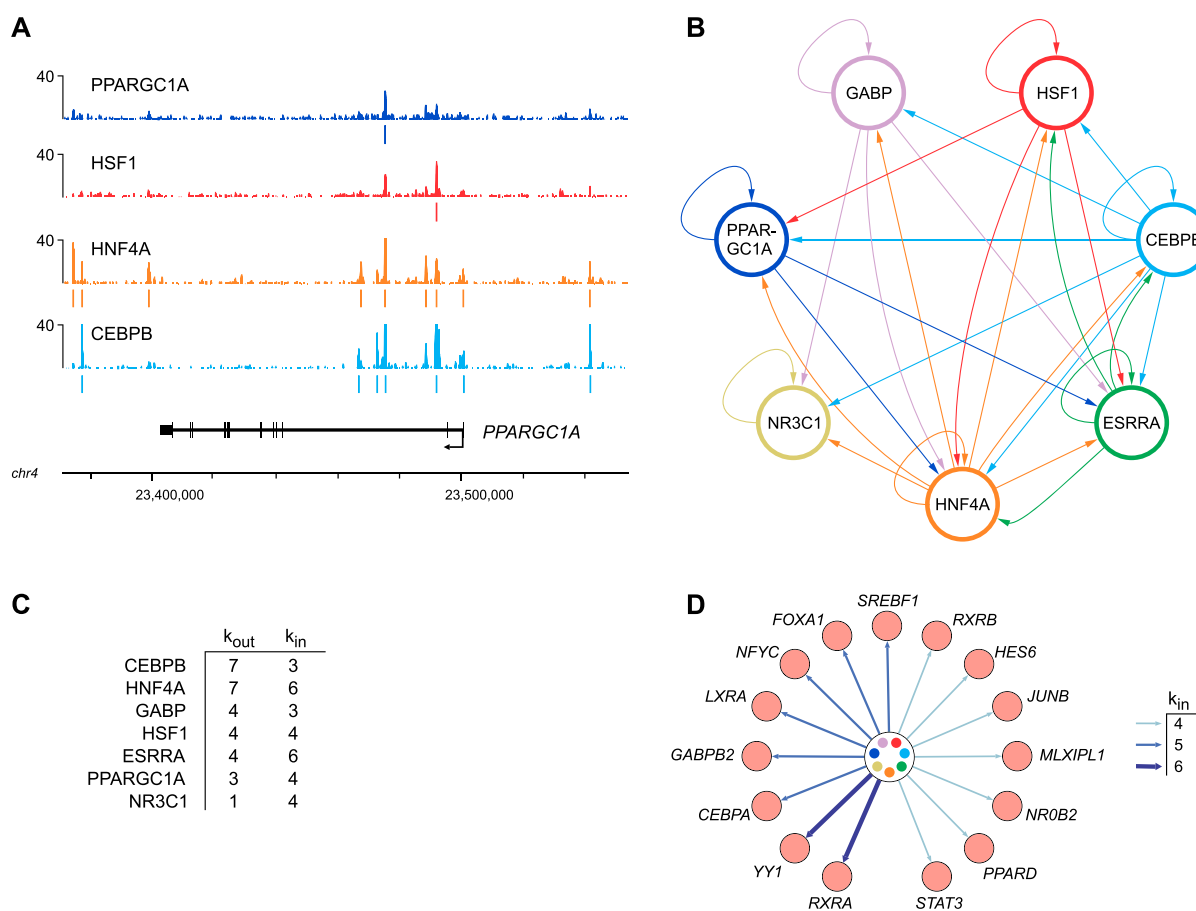 A
40
PPARGC1A
40
HSF1
40
HNF4A
40
CEBPB
PPARGC1A
chr4
23,400,000 23,500,000
B
GABP
HSF1
PPAR-
GC1A
CEBPB
NR3C1
ESRRA
HNF4A
C
kout kin
CEBPB 7 3
HNF4A 7 6
GABP 4 3
HSF1 4 4
ESRRA 4 6
PPARGC1A 3 4
NR3C1 1 4
D
SREBF1
FOXA1
RXRB
NFYC
HES6
LXRA
JUNB
GABPB2
MLXIPL1
CEBPA
NR0B2
YY1
PPARD
RXRA
STAT3
kin
4
5
6